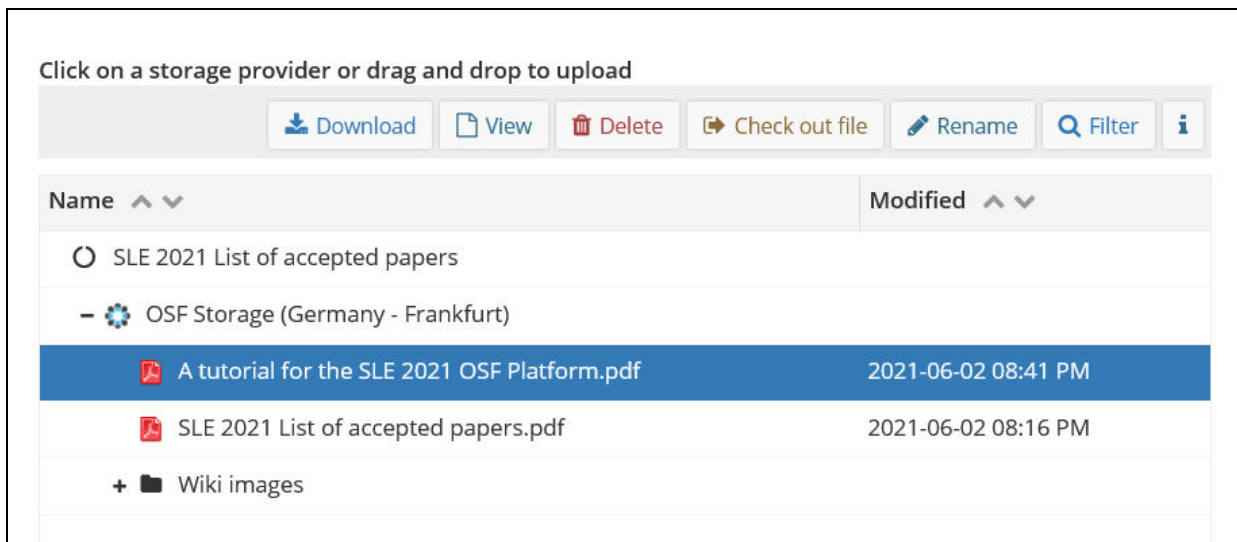 Click on a storage provider or drag and drop to upload
Download View Delete Check out file Rename Filter i
Name Modified
SLE 2021 List of accepted papers
OSF Storage (Germany - Frankfurt)
A tutorial for the SLE 2021 OSF Platform.pdf 2021-06-02 08:41 PM
SLE 2021 List of accepted papers.pdf 2021-06-02 08:16 PM
Wiki images